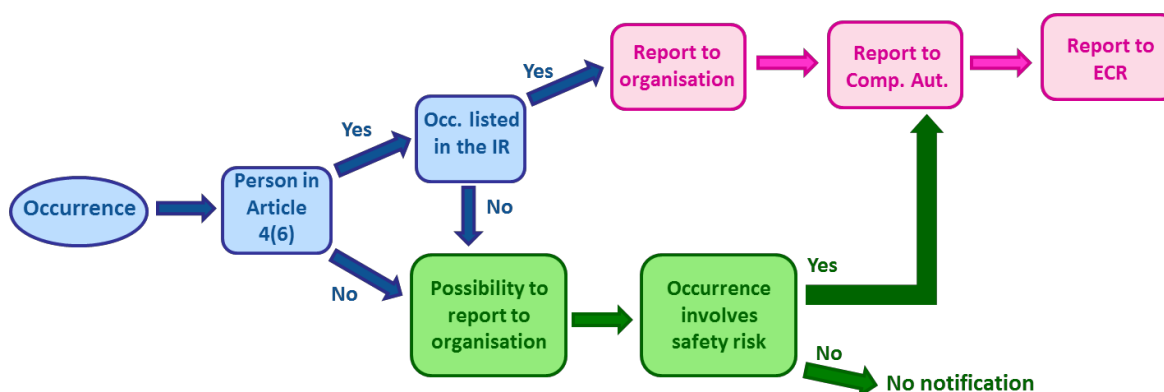 Occurrence
Person in
Article
4(6)
Yes
No
Occ. listed
in the IR
Yes
No
Report to
organisation
Report to
Comp. Aut.
Report to
ECR
Possibility to
report to
organisation
Occurrence
involves
safety risk
Yes
No
No notification